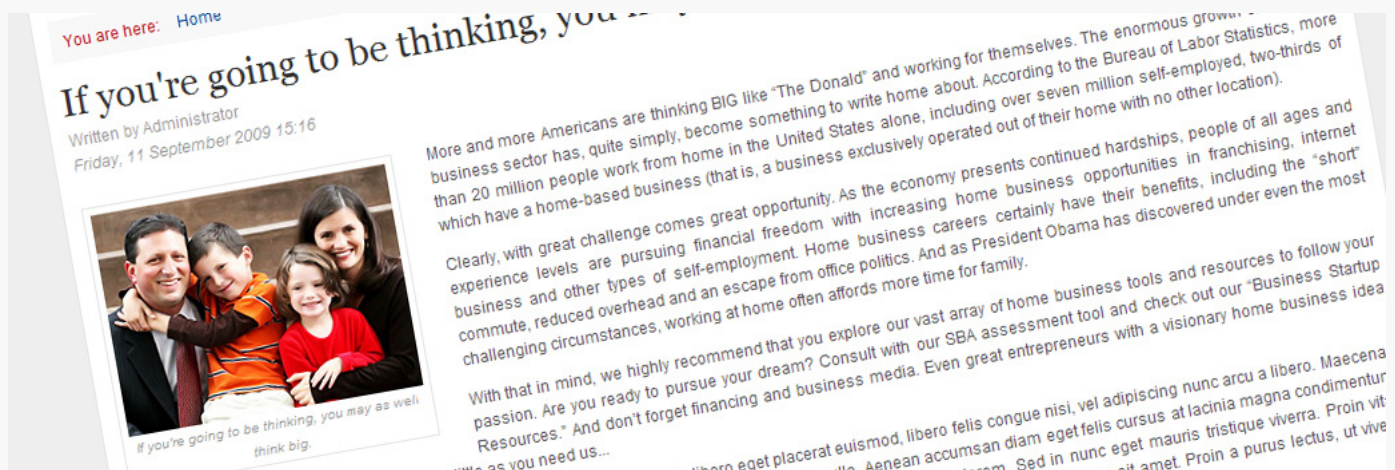 You are here: Home
If you're going to be thinking, you
Written by Administrator
Friday, 11 September 2009 15:16
If you're going to be thinking, you may as well
think big.
More and more Americans are thinking BIG like “The Donald” and working for themselves. The enormous growth
business sector has, quite simply, become something to write home about. According to the Bureau of Labor Statistics, more
than 20 million people work from home in the United States alone, including over seven million self-employed, two-thirds of
which have a home-based business (that is, a business exclusively operated out of their home with no other location).
Clearly, with great challenge comes great opportunity. As the economy presents continued hardships, people of all ages and
experience levels are pursuing financial freedom with increasing home business opportunities in franchising, internet
business and other types of self-employment. Home business careers certainly have their benefits, including the “short”
commute, reduced overhead and an escape from office politics. And as President Obama has discovered under even the most
challenging circumstances, working at home often affords more time for family.
With that in mind, we highly recommend that you explore our vast array of home business tools and resources to follow your
passion. Are you ready to pursue your dream? Consult with our SBA assessment tool and check out our “Business Startup
Resources.” And don’t forget financing and business media. Even great entrepreneurs with a visionary home business idea
as you need us...
eget placerat euismod, libero felis congue nisi, vel adipiscing nunc arcu a libero. Maecena
Aenean accumsan diam eget felis cursus at lacinia magna condimentum
Sed in nunc eget mauris tristique viverra. Proin
sit amet. Proin a purus lectus, ut